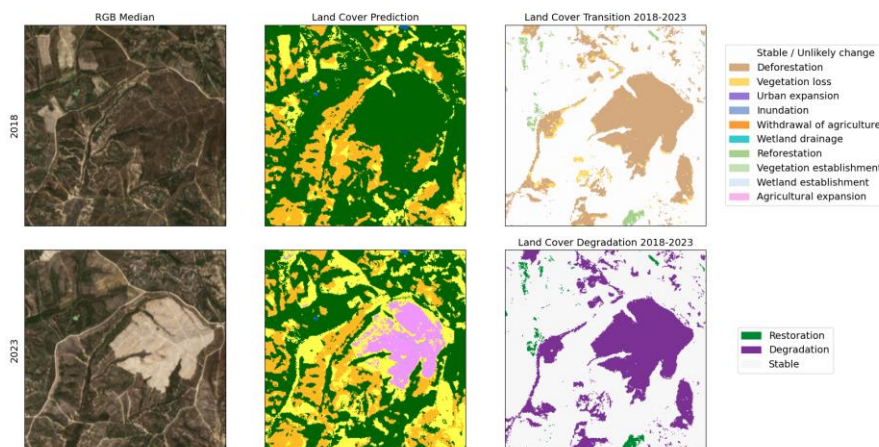 RGB Median
Land Cover Prediction
Land Cover Transition 2018-2023
2018
Stable / Unlikely change
Deforestation
Vegetation loss
Urban expansion
Inundation
Withdrawal of agriculture
Wetland drainage
Reforestation
Vegetation establishment
Wetland establishment
Agricultural expansion
Land Cover Degradation 2018-2023
2023
Restoration
Degradation
Stable